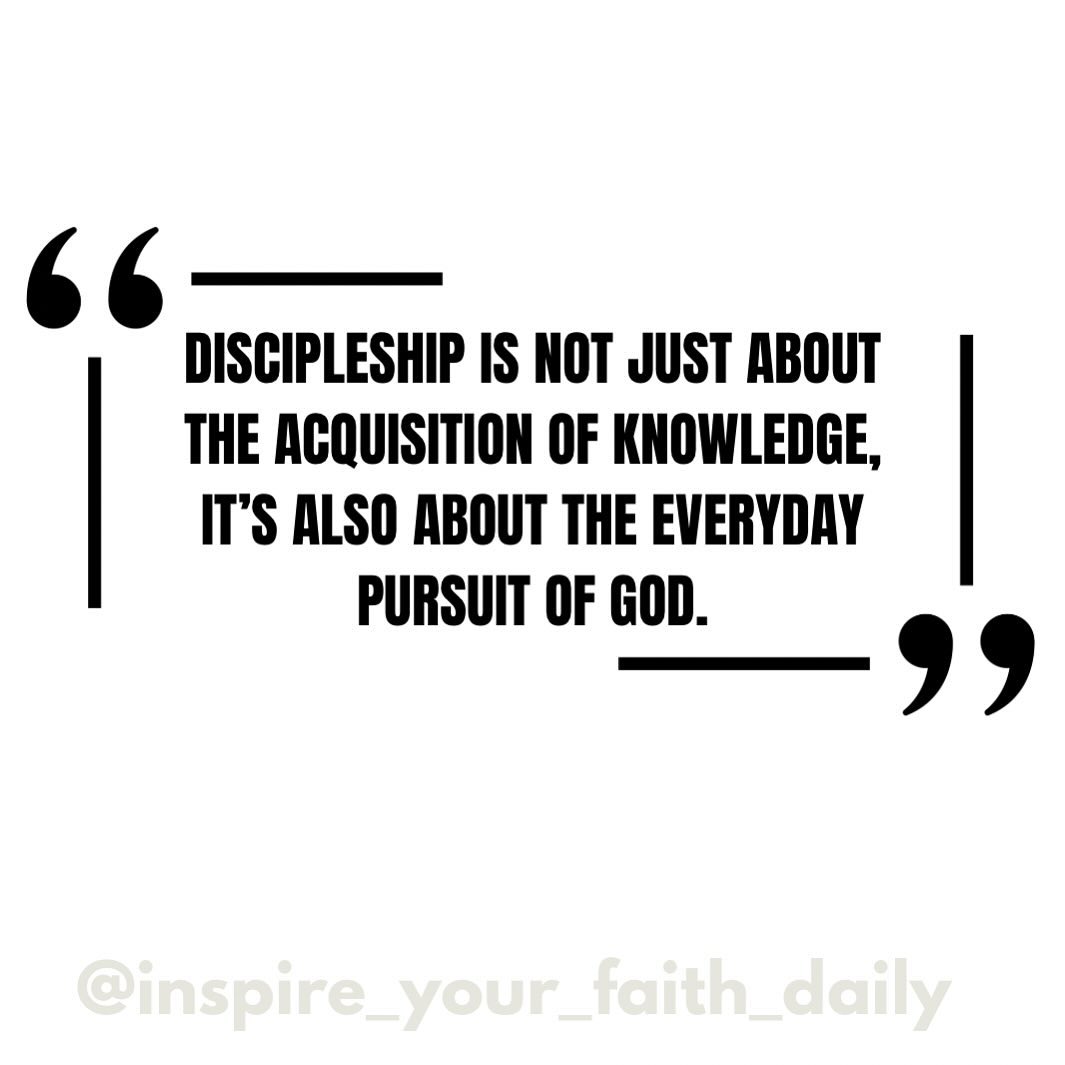 “
DISCIPLESHIP IS NOT JUST ABOUT
THE ACQUISITION OF KNOWLEDGE,
IT’S ALSO ABOUT THE EVERYDAY
PURSUIT OF GOD.
”
@inspire_your_faith_daily